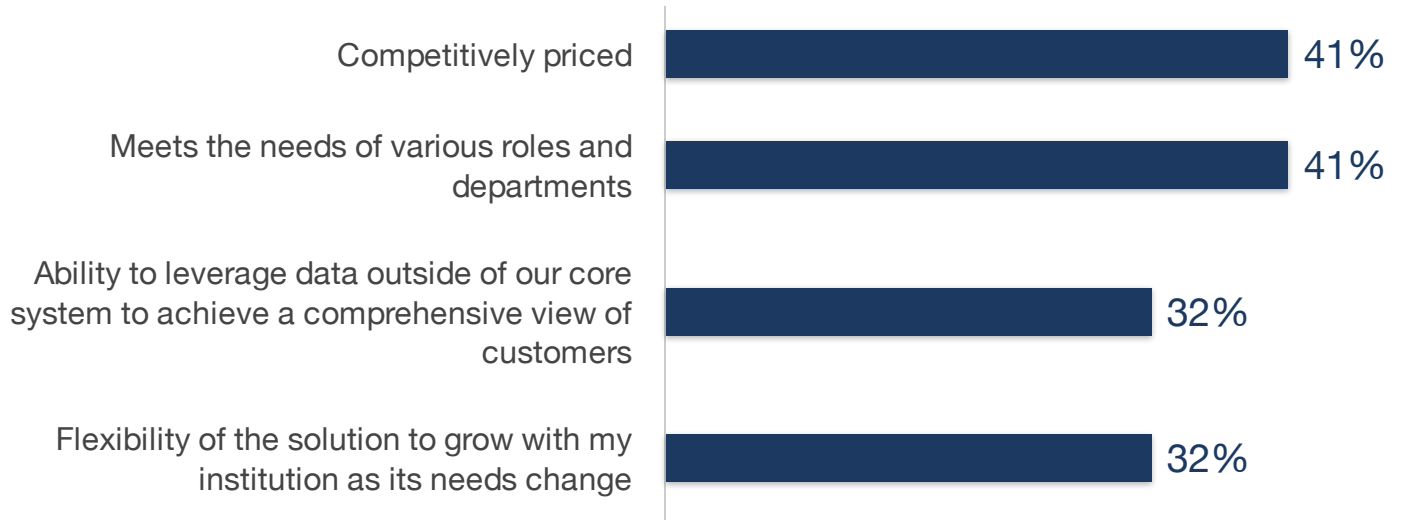 Competitively priced
41%
Meets the needs of various roles and
departments
41%
Ability to leverage data outside of our core
system to achieve a comprehensive view of
customers
32%
Flexibility of the solution to grow with my
institution as its needs change
32%